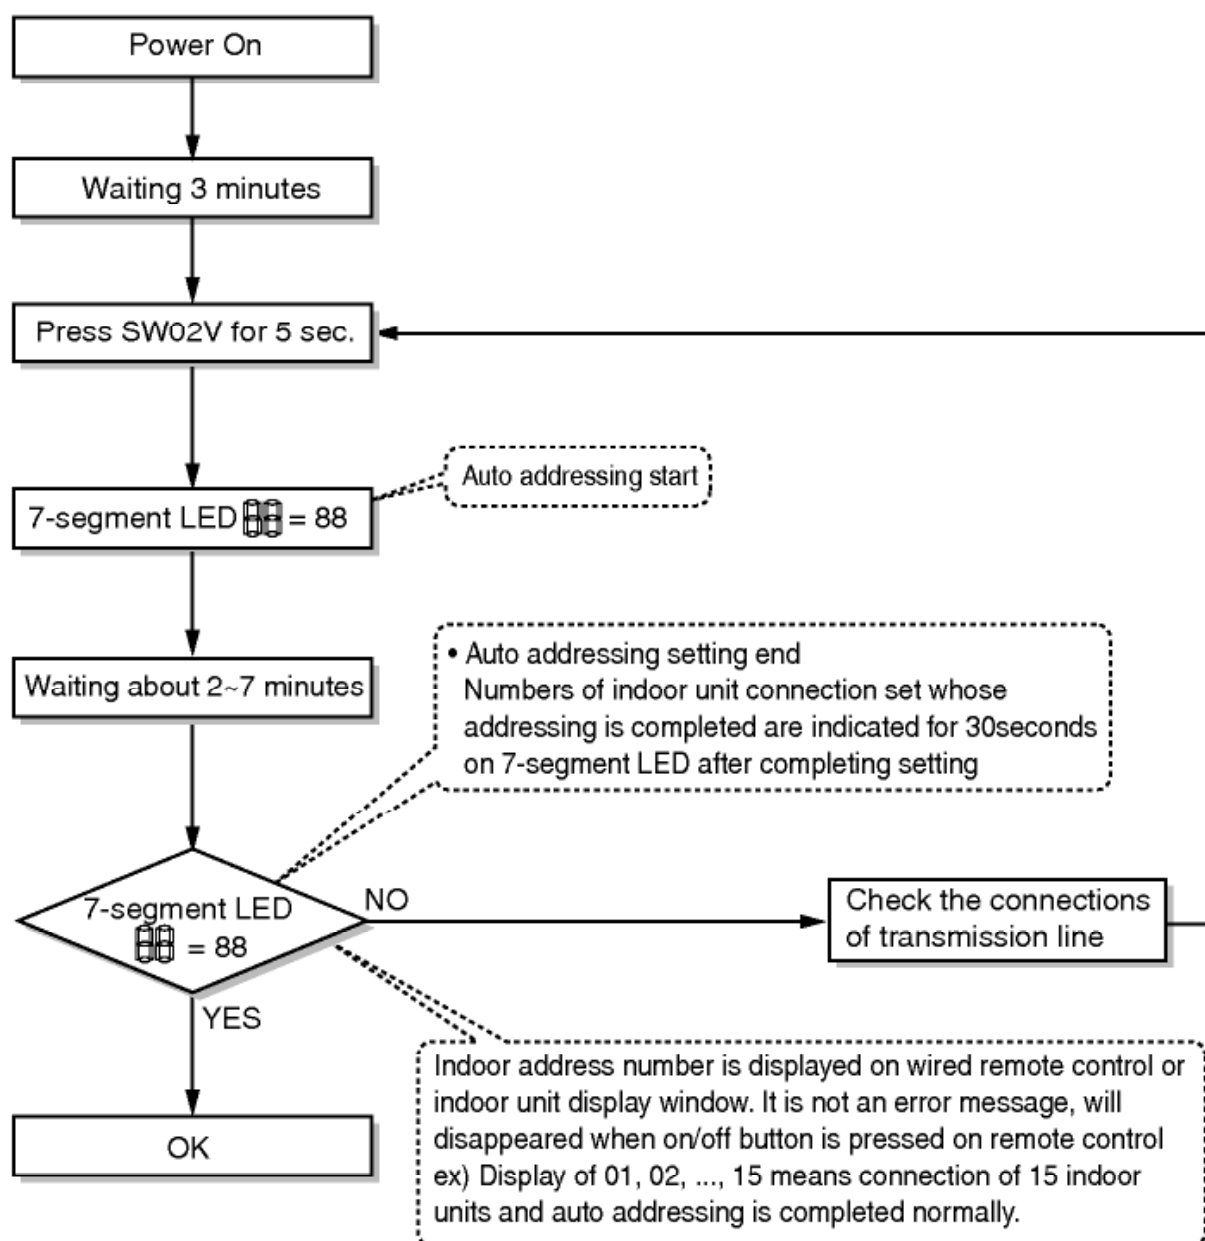 Power On
Waiting 3 minutes
Press SW02V for 5 sec.
Auto addressing start
7-segment LED 88 = 88
Waiting about 2~7 minutes
• Auto addressing setting end
Numbers of indoor unit connection set whose
addressing is completed are indicated for 30seconds
on 7-segment LED after completing setting
7-segment LED
88 = 88
NO
Check the connections
of transmission line
YES
Indoor address number is displayed on wired remote control or
indoor unit display window. It is not an error message, will
disappeared when on/off button is pressed on remote control
ex) Display of 01, 02, ..., 15 means connection of 15 indoor
units and auto addressing is completed normally.
OK